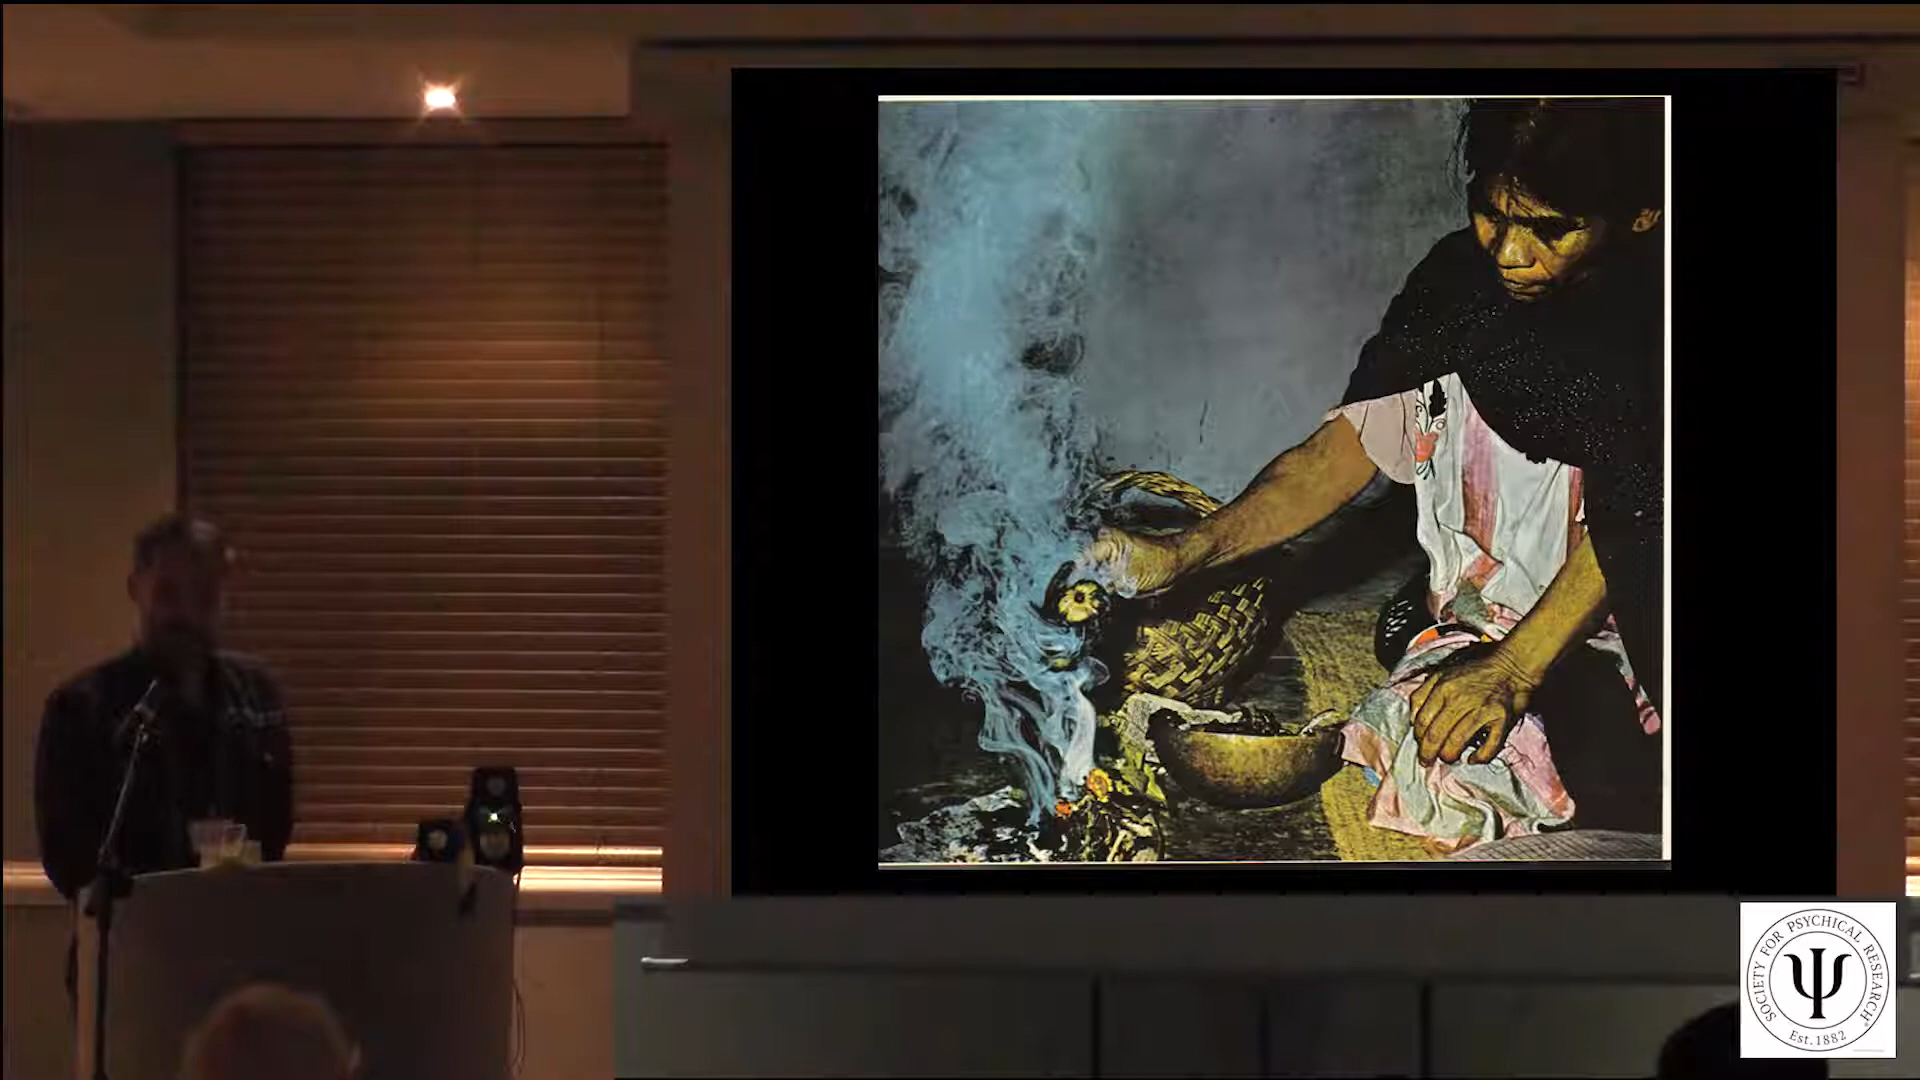 SOCIETY FOR PSYCHICAL RESEARCH
Ψ
Est. 1882